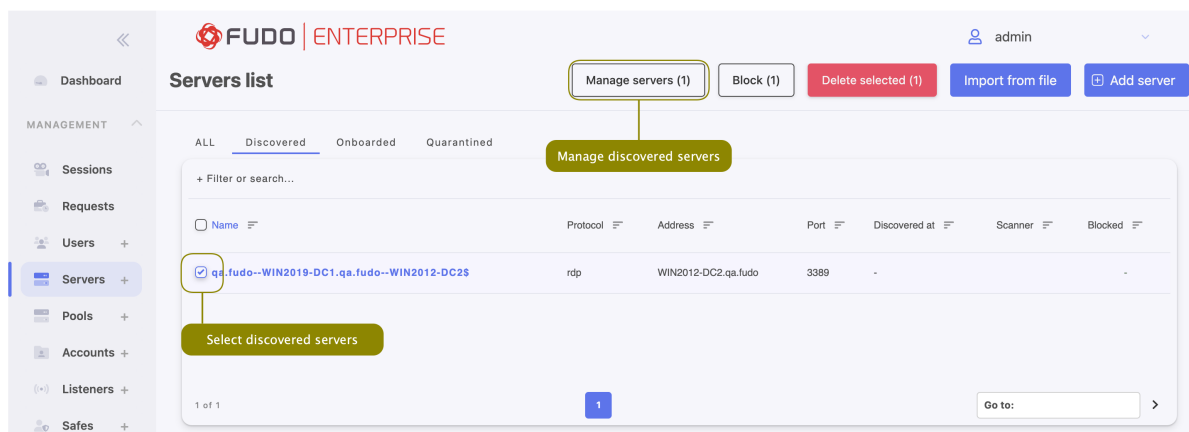 FUDO ENTERPRISE
admin
Servers list
Manage servers (1)
Block (1)
Delete selected (1)
Import from file
Add server
Manage discovered servers
Dashboard
MANAGEMENT
Sessions
Requests
Users +
Servers +
Pools +
Accounts +
Listeners +
Safes +
ALL Discovered Onboarded Quarantined
+ Filter or search...
Name Protocol Address Port Discovered at Scanner Blocked
qa.fudo--WIN2019-DC1.qa.fudo--WIN2012-DC2$ rdp WIN2012-DC2.qa.fudo 3389 - -
Select discovered servers
1 of 1
1
Go to: